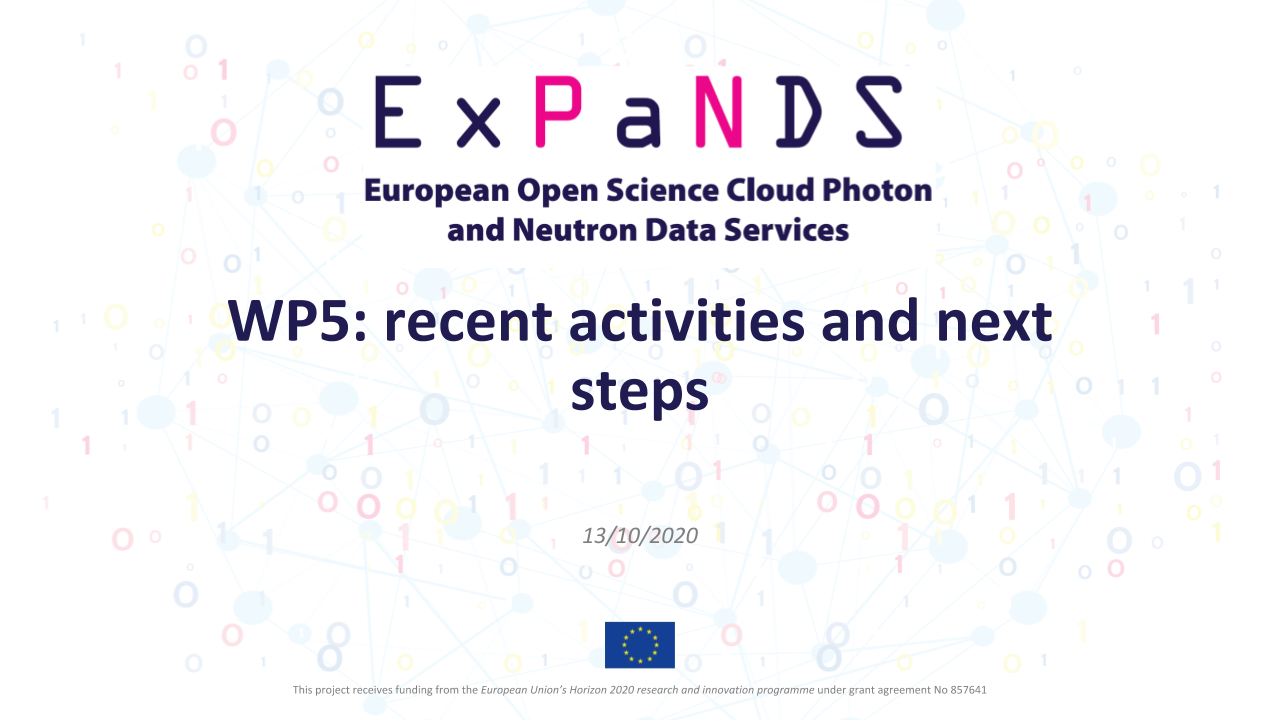 ExPaNDS
European Open Science Cloud Photon
and Neutron Data Services
WP5: recent activities and next
steps
13/10/2020
This project receives funding from the European Union's Horizon 2020 research and innovation programme under grant agreement No 857641